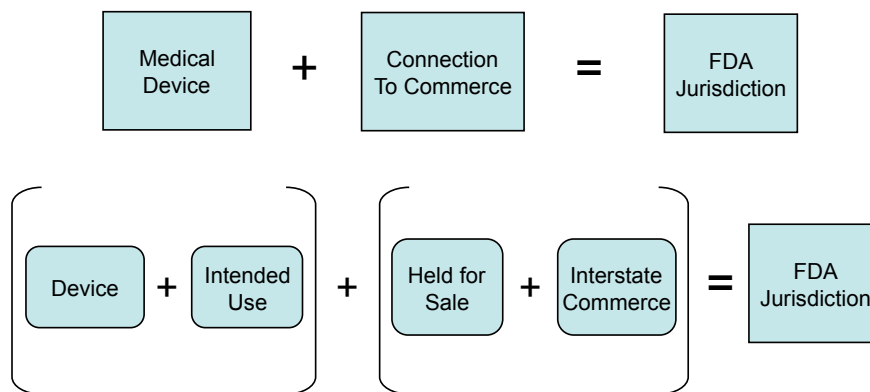 Medical
Device
+
Connection
To Commerce
=
FDA
Jurisdiction
Device
+
Intended
Use
+
Held for
Sale
+
Interstate
Commerce
=
FDA
Jurisdiction